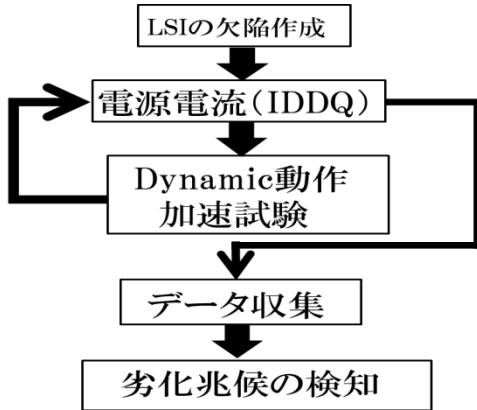 LSIの欠陥作成
電源電流(IDDQ)
Dynamic動作
加速試験
データ収集
劣化兆候の検知